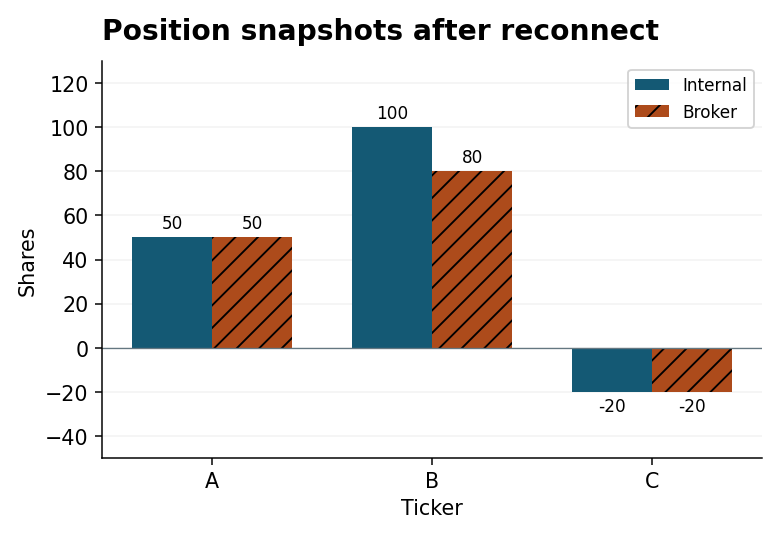 Position snapshots after reconnect
Internal
Broker
Shares
120
100
80
60
40
20
0
−20
−40
50
50
100
80
-20
-20
A
B
C
Ticker